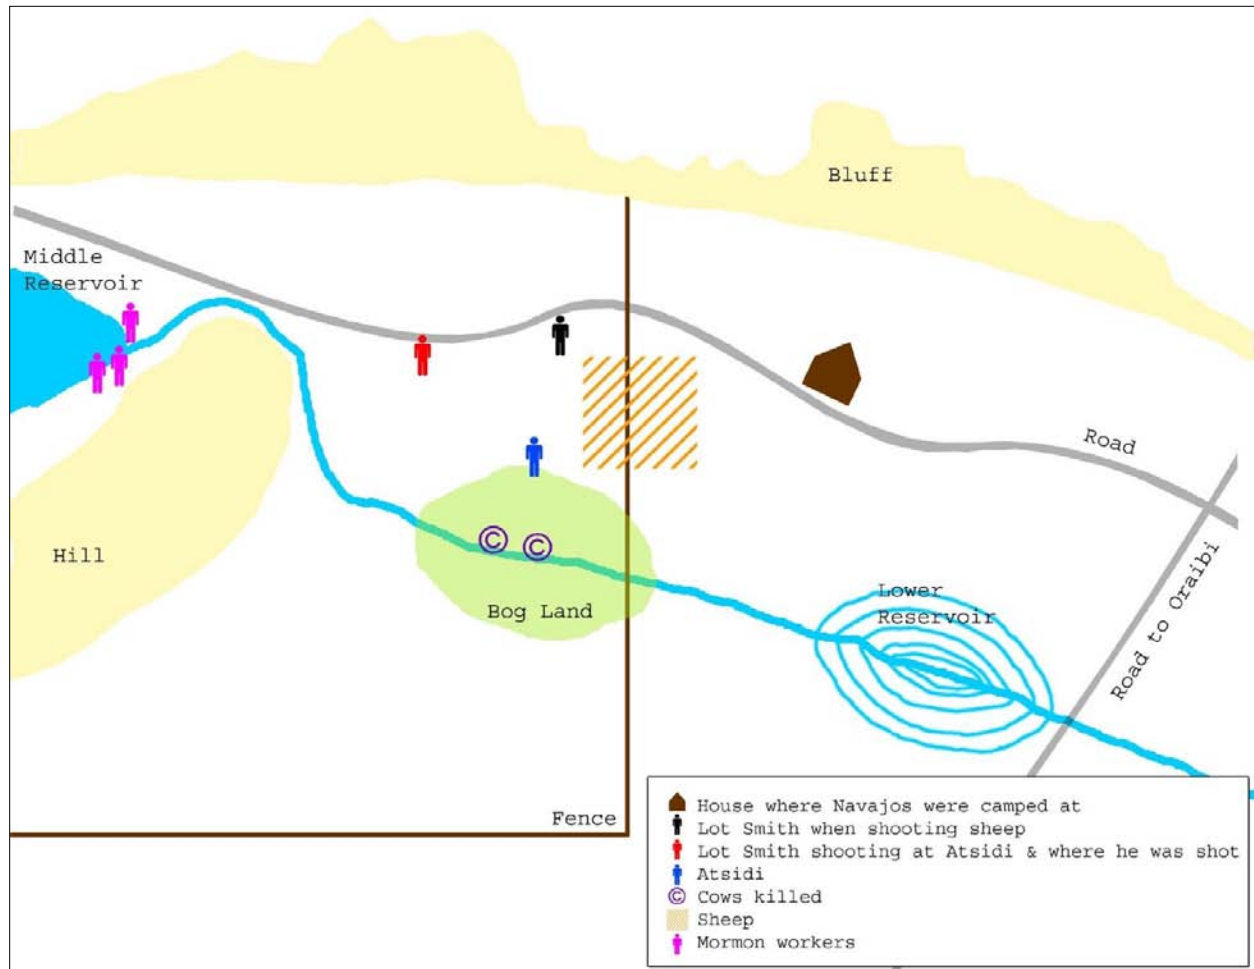 Bluff
Middle
Reservoir
Road
Hill
Bog Land
Lower
Reservoir
Road to Oraibi
Fence
House where Navajos were camped at
Lot Smith when shooting sheep
Lot Smith shooting at Atsidi & where he was shot
Atsidi
© Cows killed
Sheep
Mormon workers
© ©